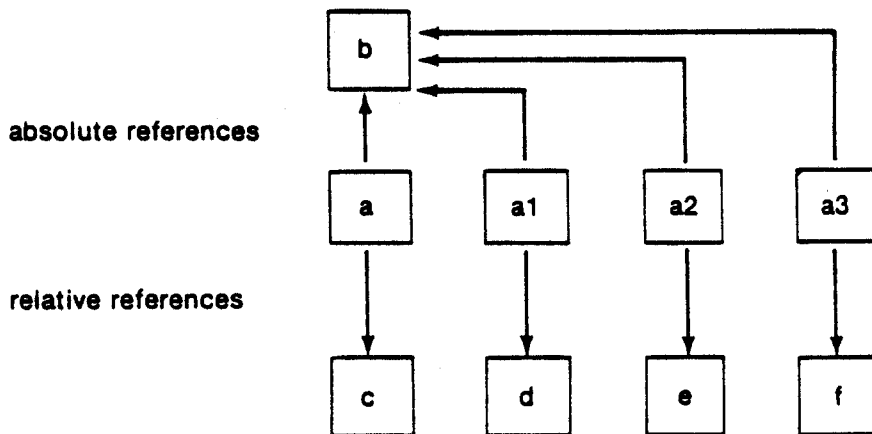 b
absolute references
a a1 a2 a3
relative references
c d e f